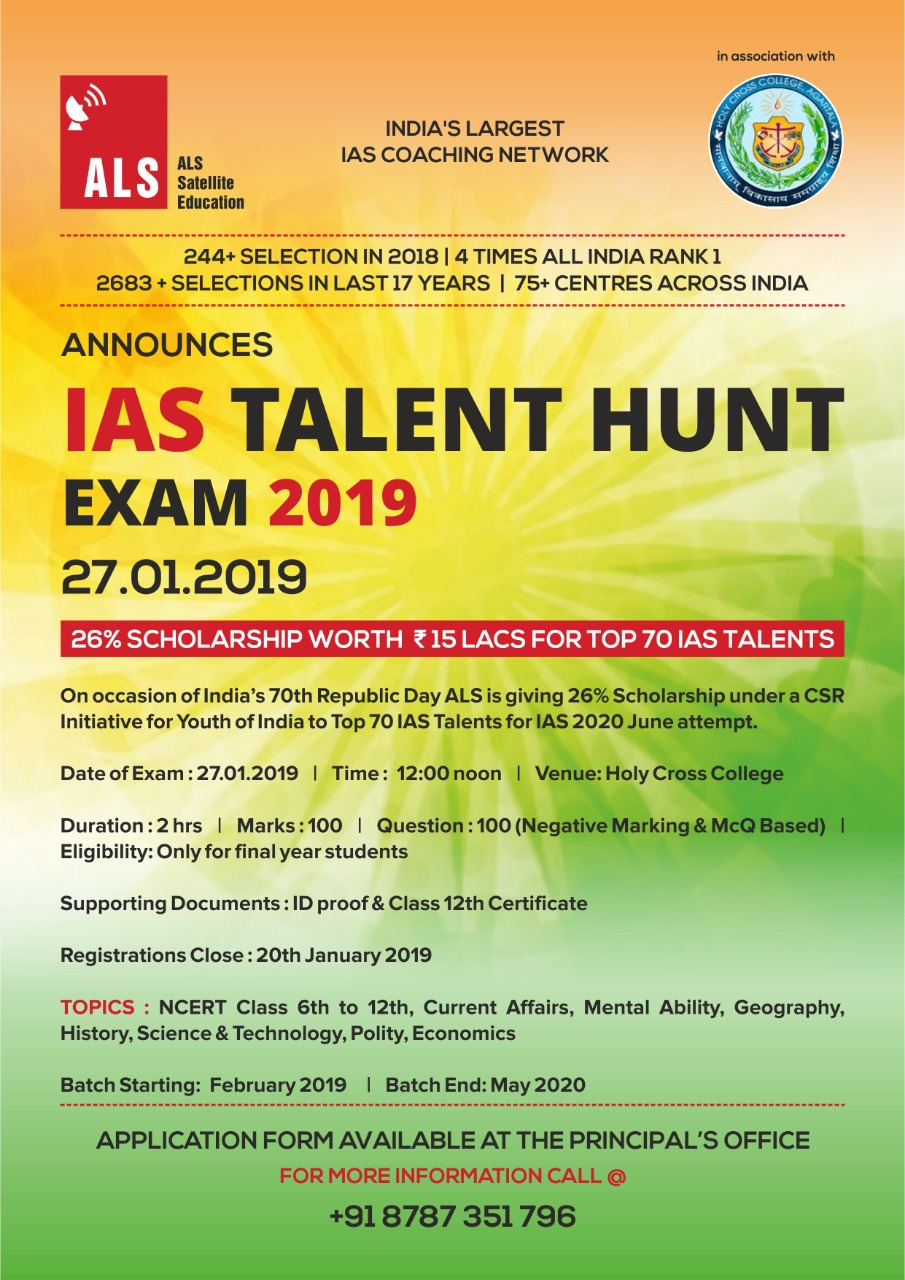 in association with
ALS
ALS
Satellite
Education
INDIA'S LARGEST
IAS COACHING NETWORK
HOLY CROSS COLLEGE, AGARTALA
मानवानाम् विकासाय समग्राहय शिक्षा
244+ SELECTION IN 2018 | 4 TIMES ALL INDIA RANK 1
2683 + SELECTIONS IN LAST 17 YEARS | 75+ CENTRES ACROSS INDIA
ANNOUNCES
IAS TALENT HUNT
EXAM 2019
27.01.2019
26% SCHOLARSHIP WORTH ₹ 15 LACS FOR TOP 70 IAS TALENTS
On occasion of India's 70th Republic Day ALS is giving 26% Scholarship under a CSR
Initiative for Youth of India to Top 70 IAS Talents for IAS 2020 June attempt.
Date of Exam : 27.01.2019 | Time : 12:00 noon | Venue: Holy Cross College
Duration : 2 hrs | Marks : 100 | Question : 100 (Negative Marking & McQ Based) |
Eligibility: Only for final year students
Supporting Documents : ID proof & Class 12th Certificate
Registrations Close : 20th January 2019
TOPICS : NCERT Class 6th to 12th, Current Affairs, Mental Ability, Geography,
History, Science & Technology, Polity, Economics
Batch Starting: February 2019 | Batch End: May 2020
APPLICATION FORM AVAILABLE AT THE PRINCIPAL'S OFFICE
FOR MORE INFORMATION CALL @
+91 8787 351 796